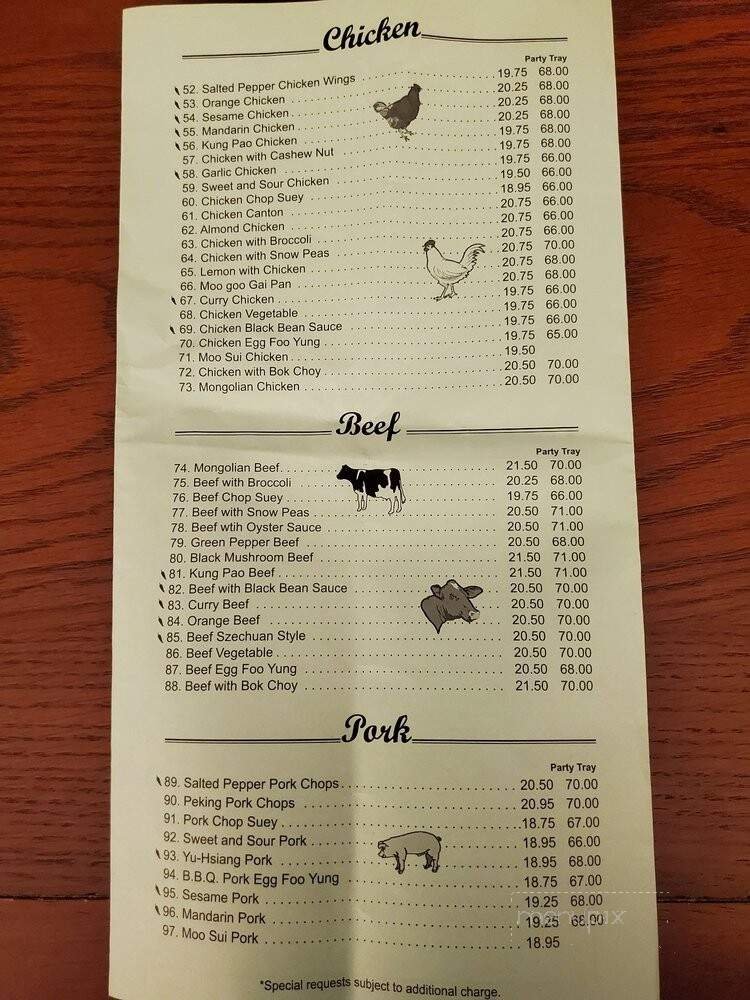 Chicken
Party Tray
52. Salted Pepper Chicken Wings 19.75 68.00
53. Orange Chicken 20.25 68.00
54. Sesame Chicken 20.25 68.00
55. Mandarin Chicken 20.25 68.00
56. Kung Pao Chicken 19.75 68.00
57. Chicken with Cashew Nut 19.75 68.00
58. Garlic Chicken 19.75 66.00
59. Sweet and Sour Chicken 19.50 66.00
60. Chicken Chop Suey 18.95 66.00
61. Chicken Canton 20.75 66.00
62. Almond Chicken 20.75 66.00
63. Chicken with Broccoli 20.75 66.00
64. Chicken with Snow Peas 20.75 70.00
65. Lemon with Chicken 20.75 68.00
66. Moo goo Gai Pan 20.75 68.00
67. Curry Chicken 19.75 66.00
68. Chicken Vegetable 19.75 66.00
69. Chicken Black Bean Sauce 19.75 66.00
70. Chicken Egg Foo Yung 19.75 65.00
71. Moo Sui Chicken 19.50
72. Chicken with Bok Choy 20.50 70.00
73. Mongolian Chicken 20.50 70.00
Beef
Party Tray
74. Mongolian Beef 21.50 70.00
75. Beef with Broccoli 20.25 68.00
76. Beef Chop Suey 19.75 66.00
77. Beef with Snow Peas 20.50 71.00
78. Beef wtih Oyster Sauce 20.50 71.00
79. Green Pepper Beef 20.50 68.00
80. Black Mushroom Beef 21.50 71.00
81. Kung Pao Beef 21.50 71.00
82. Beef with Black Bean Sauce 20.50 70.00
83. Curry Beef 20.50 70.00
84. Orange Beef 20.50 70.00
85. Beef Szechuan Style 20.50 70.00
86. Beef Vegetable 20.50 70.00
87. Beef Egg Foo Yung 20.50 68.00
88. Beef with Bok Choy 21.50 70.00
Pork
Party Tray
89. Salted Pepper Pork Chops 20.50 70.00
90. Peking Pork Chops 20.95 70.00
91. Pork Chop Suey 18.75 67.00
92. Sweet and Sour Pork 18.95 66.00
93. Yu-Hsiang Pork 18.95 68.00
94. B.B.Q. Pork Egg Foo Yung 18.75 67.00
95. Sesame Pork 19.25 68.00
96. Mandarin Pork 19.25 68.00
97. Moo Sui Pork 18.95
menupix
*Special requests subject to additional charge.